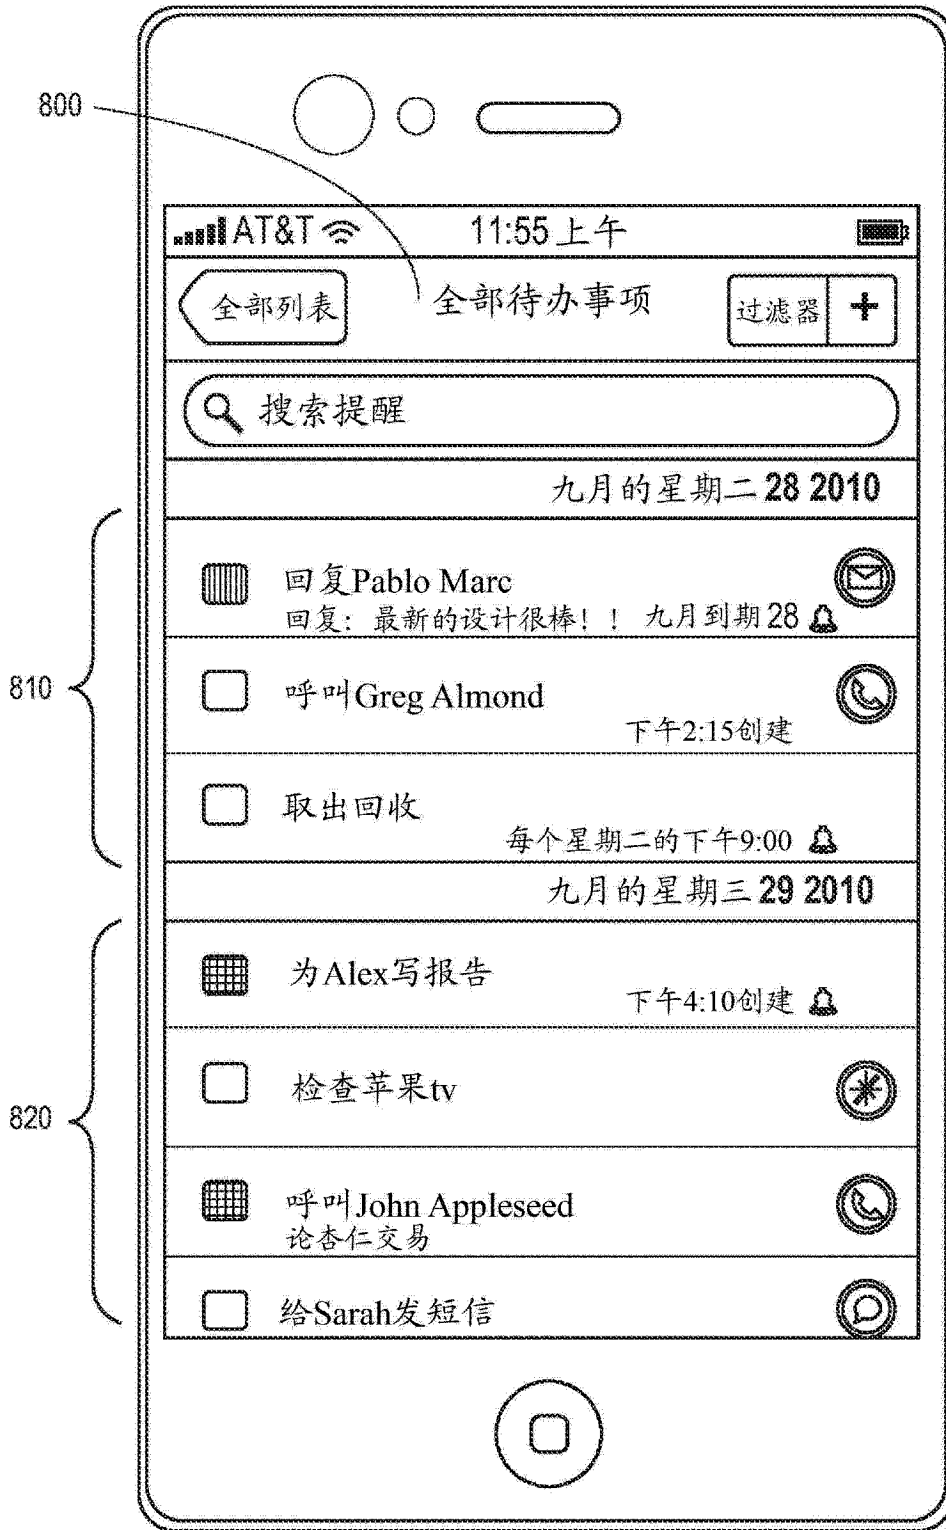 800
AT&T 11:55 上午
全部列表 全部待办事项 过滤器 +
搜索提醒
九月的星期二 28 2010
810
回复Pablo Marc
回复：最新的设计很棒！！ 九月到期 28
呼叫Greg Almond
下午2:15创建
取出回收
每个星期二的下午9:00
九月的星期三 29 2010
820
为Alex写报告
下午4:10创建
检查苹果tv
呼叫John Appleseed
论杏仁交易
给Sarah发短信